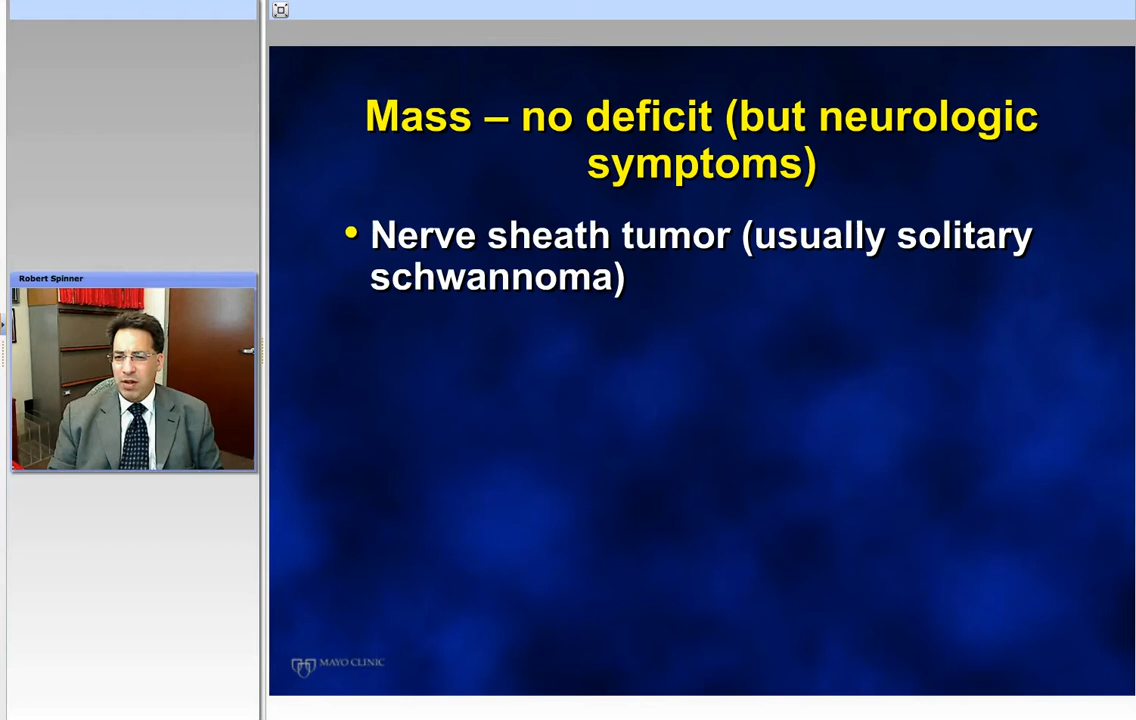 Mass – no deficit (but neurologic
symptoms)
• Nerve sheath tumor (usually solitary
schwannoma)
Robert Spinner
MAYO CLINIC